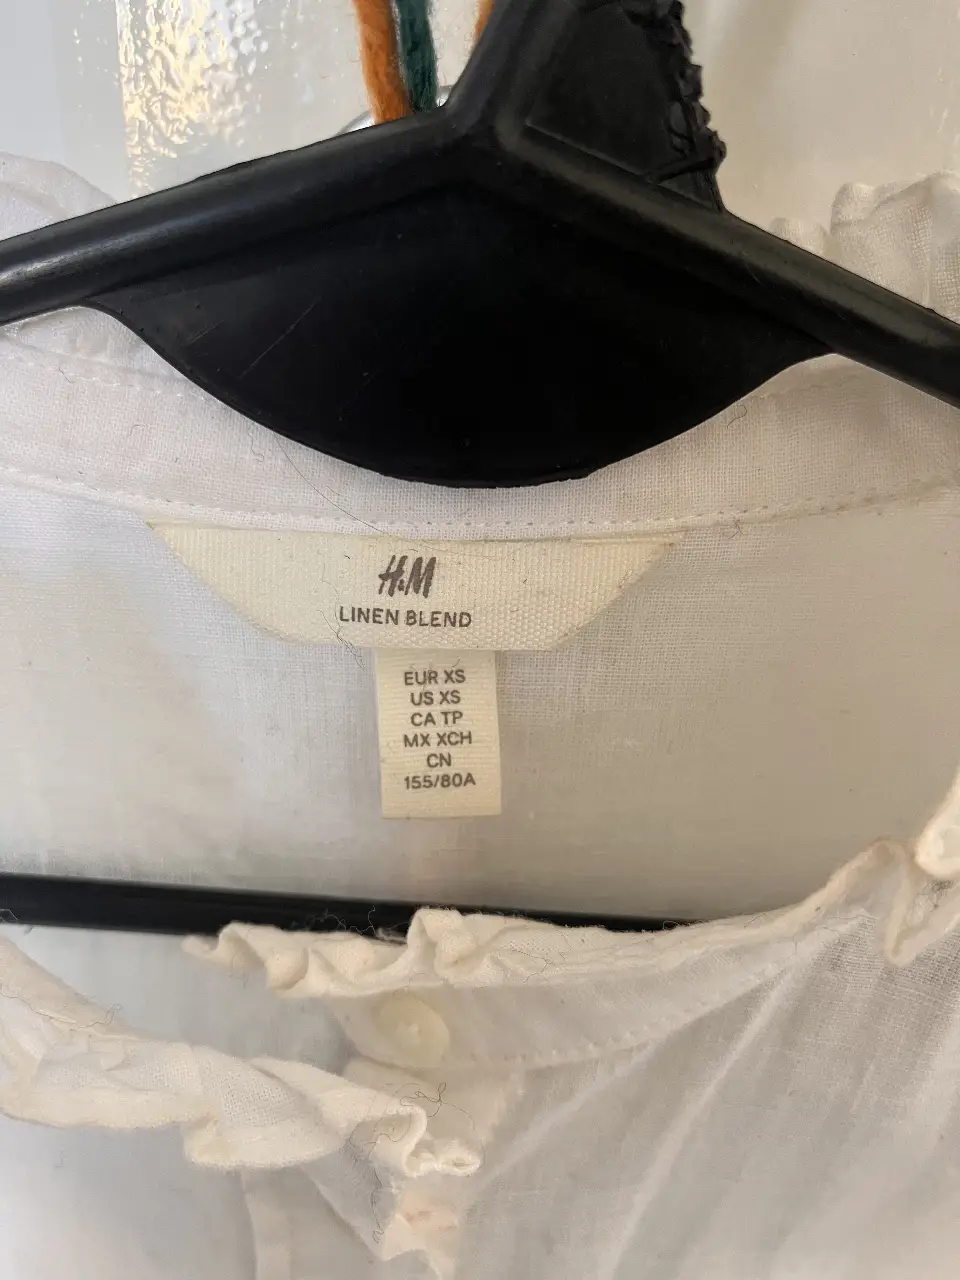 H&M
LINEN BLEND
EUR XS
US XS
CA TP
MX XCH
CN
155/80A